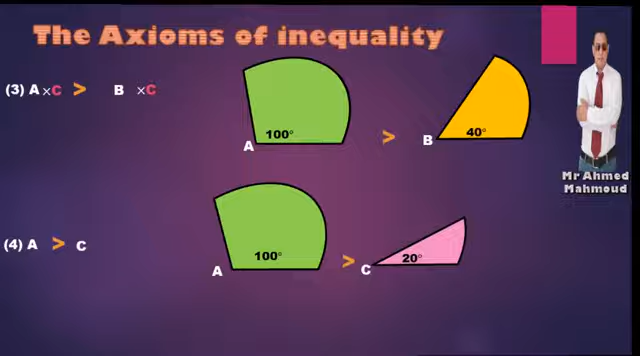 The Axioms of inequality
(3) A ×C > B ×C
100°
A
>
40°
B
Mr Ahmed
Mahmoud
(4) A > C
100°
A
>
20°
C